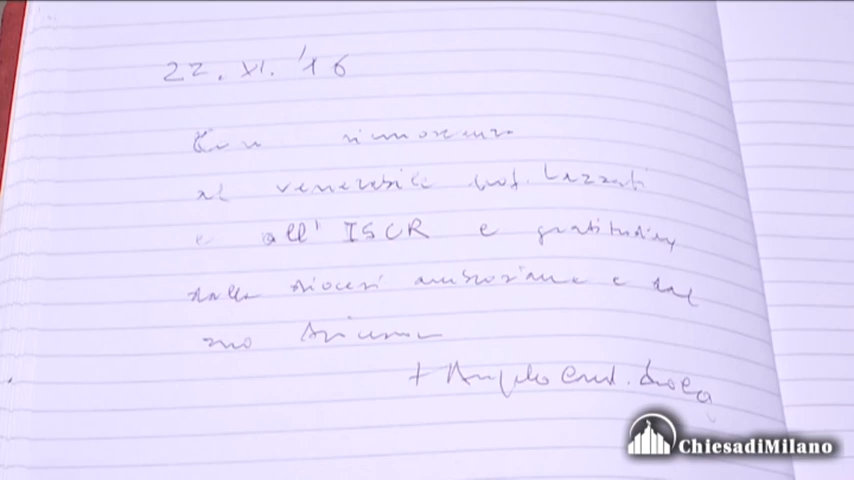 22. XI. '16
Con riconoscenza
al venerabile prof. Lazzati
e all' ISCR e gratitudine
dalla diocesi ambrosiana e dal
suo
+ Angelo Card. Scola
ChiesadiMilano